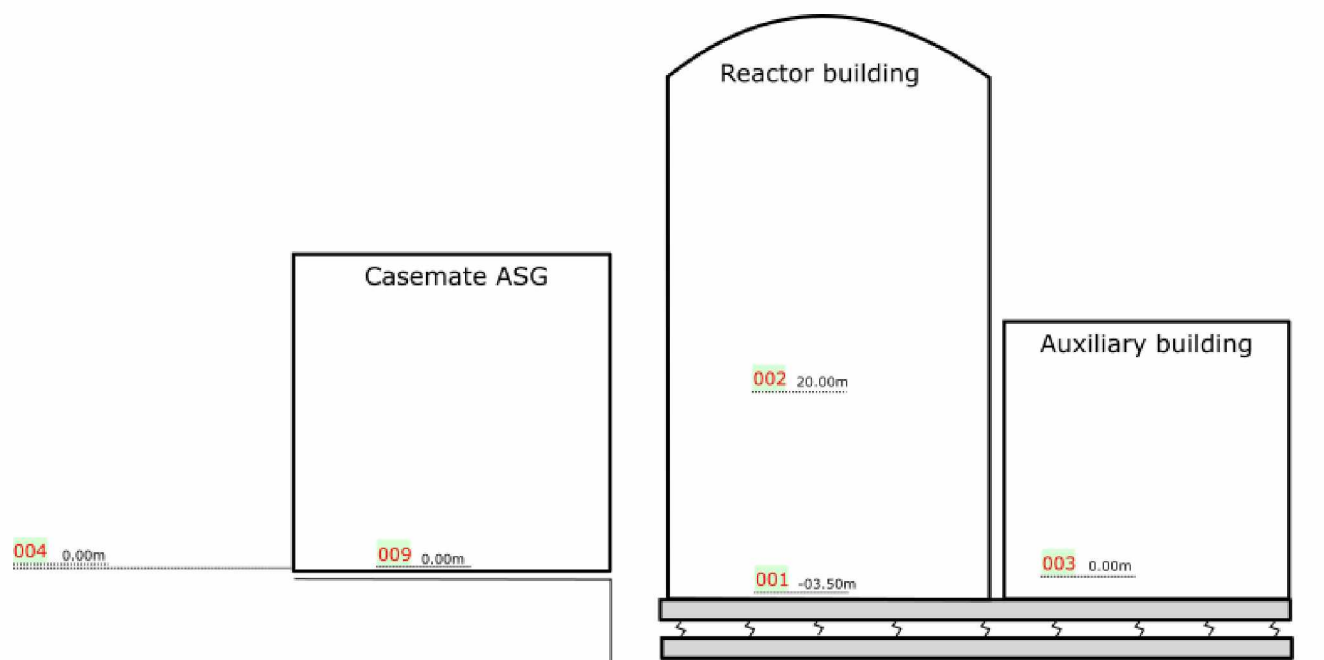 Reactor building
Casemate ASG
Auxiliary building
002 20.00m
004 0.00m
009 0.00m
003 0.00m
001 -03.50m